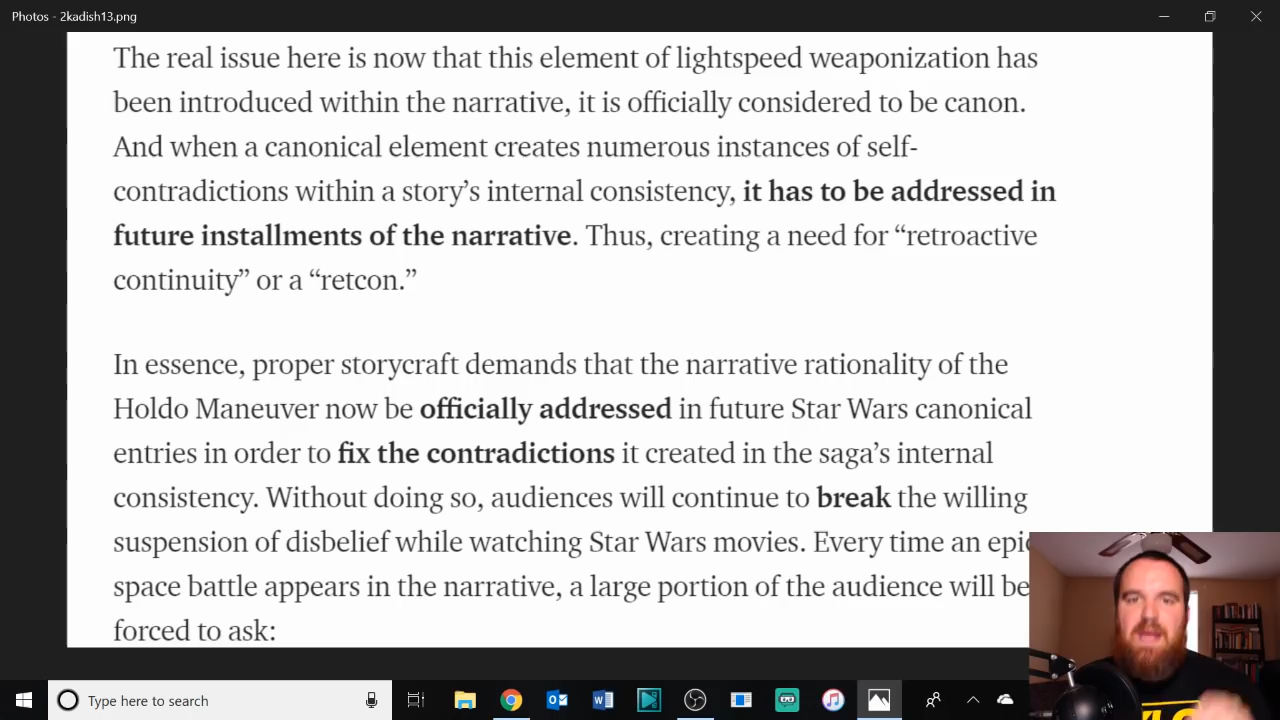 Photos - 2kadish13.png
The real issue here is now that this element of lightspeed weaponization has
been introduced within the narrative, it is officially considered to be canon.
And when a canonical element creates numerous instances of self-
contradictions within a story’s internal consistency, it has to be addressed in
future installments of the narrative. Thus, creating a need for “retroactive
continuity” or a “retcon.”
In essence, proper storycraft demands that the narrative rationality of the
Holdo Maneuver now be officially addressed in future Star Wars canonical
entries in order to fix the contradictions it created in the saga’s internal
consistency. Without doing so, audiences will continue to break the willing
suspension of disbelief while watching Star Wars movies. Every time an epic
space battle appears in the narrative, a large portion of the audience will be
forced to ask:
Type here to search